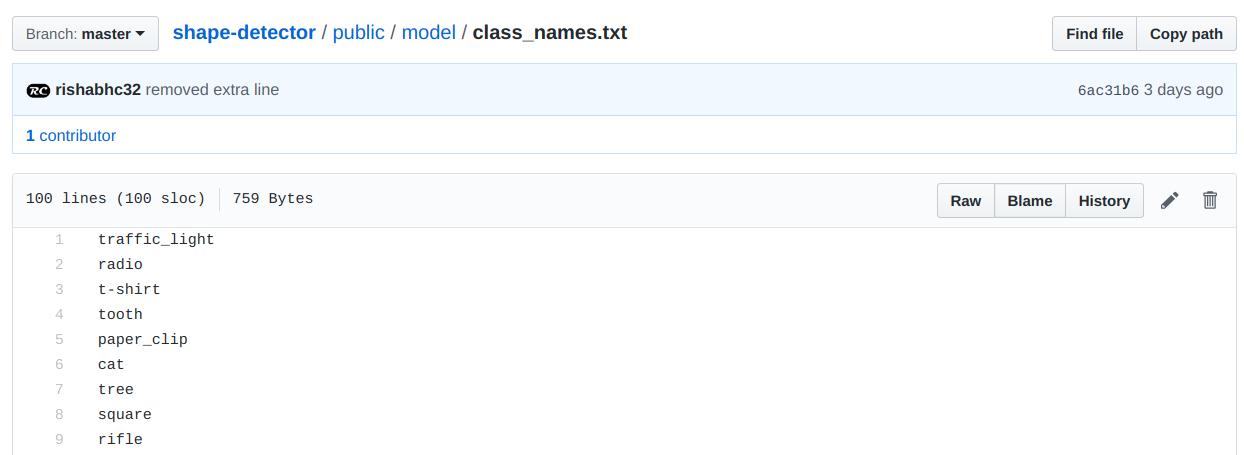 Branch: master shape-detector / public / model / class_names.txt Find file Copy path
RC rishabhc32 removed extra line 6ac31b6 3 days ago
1 contributor
100 lines (100 sloc) 759 Bytes Raw Blame History
1 traffic_light
2 radio
3 t-shirt
4 tooth
5 paper_clip
6 cat
7 tree
8 square
9 rifle